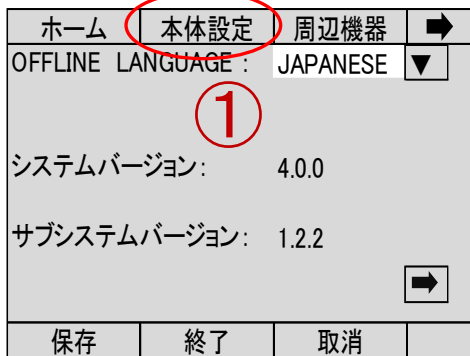 ホーム 本体設定 周辺機器 ➡
OFFLINE LANGUAGE : JAPANESE ▼
①
システムバージョン: 4.0.0
サブシステムバージョン: 1.2.2
➡
保存 終了 取消